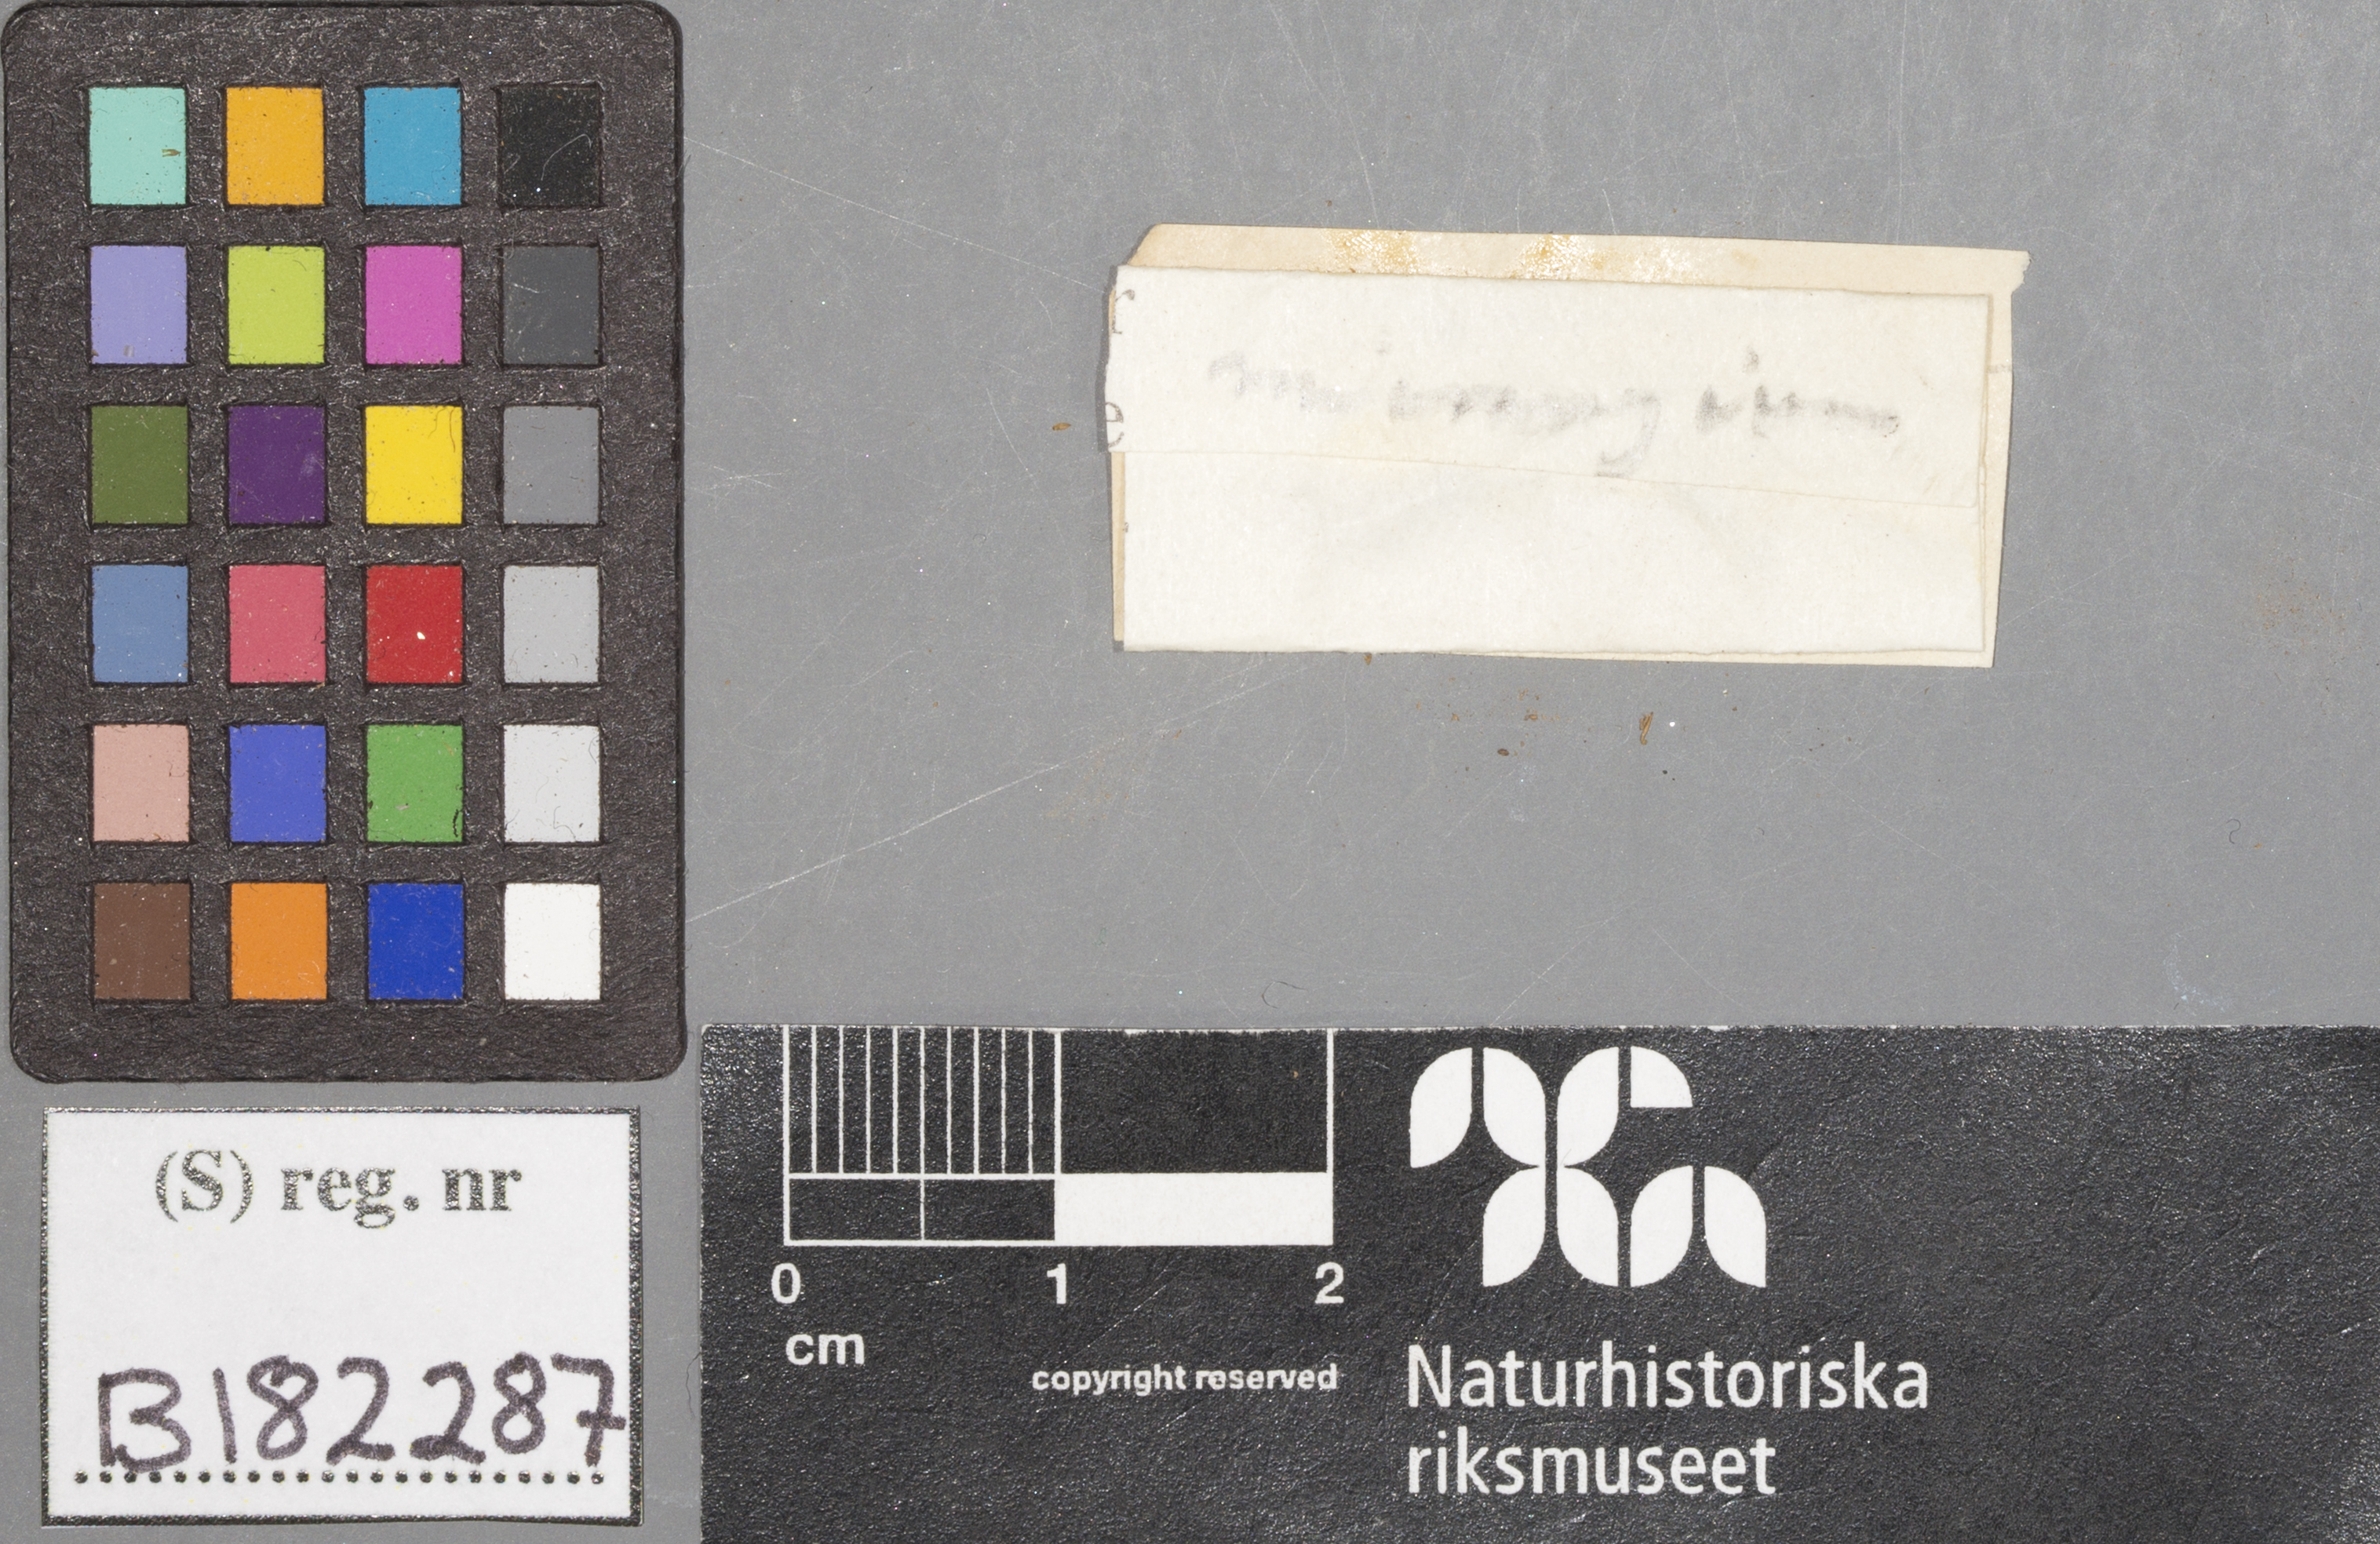 (S) reg. nr
B182287
0 1 2
cm
copyright reserved
Naturhistoriska
riksmuseet